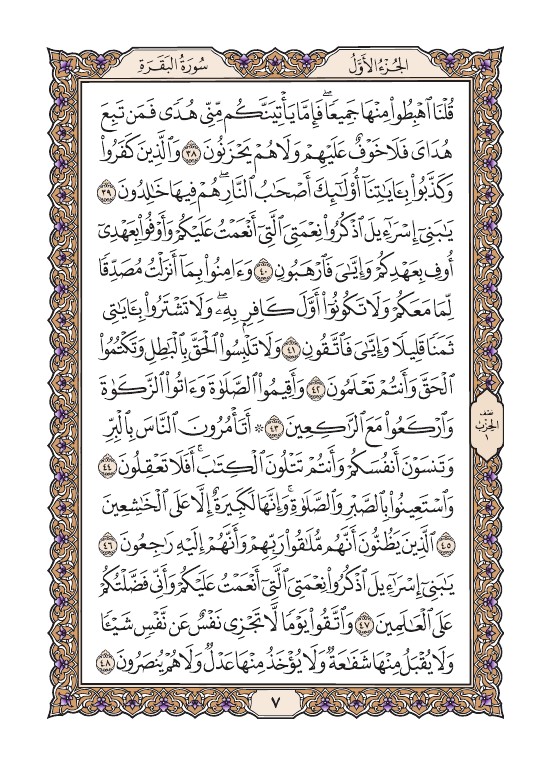 الجُزْءُ الأَوَّلُ
سُورَةُ البَقَرَةِ
قُلۡنَا ٱهۡبِطُواْ مِنۡهَا جَمِيعٗاۖ فَإِمَّا يَأۡتِيَنَّكُم مِّنِّي هُدٗى فَمَن تَبِعَ
هُدَايَ فَلَا خَوۡفٌ عَلَيۡهِمۡ وَلَا هُمۡ يَحۡزَنُونَ ٣٨ وَٱلَّذِينَ كَفَرُواْ
وَكَذَّبُواْ بِـَٔايَٰتِنَآ أُوْلَٰٓئِكَ أَصۡحَٰبُ ٱلنَّارِۖ هُمۡ فِيهَا خَٰلِدُونَ ٣٩
يَٰبَنِيٓ إِسۡرَٰٓءِيلَ ٱذۡكُرُواْ نِعۡمَتِيَ ٱلَّتِيٓ أَنۡعَمۡتُ عَلَيۡكُمۡ وَأَوۡفُواْ بِعَهۡدِيٓ
أُوفِ بِعَهۡدِكُمۡ وَإِيَّٰيَ فَٱرۡهَبُونِ ٤٠ وَءَامِنُواْ بِمَآ أَنزَلۡتُ مُصَدِّقٗا
لِّمَا مَعَكُمۡ وَلَا تَكُونُوٓاْ أَوَّلَ كَافِرِۭ بِهِۦۖ وَلَا تَشۡتَرُواْ بِـَٔايَٰتِي
ثَمَنٗا قَلِيلٗا وَإِيَّٰيَ فَٱتَّقُونِ ٤١ وَلَا تَلۡبِسُواْ ٱلۡحَقَّ بِٱلۡبَٰطِلِ وَتَكۡتُمُواْ
ٱلۡحَقَّ وَأَنتُمۡ تَعۡلَمُونَ ٤٢ وَأَقِيمُواْ ٱلصَّلَوٰةَ وَءَاتُواْ ٱلزَّكَوٰةَ
وَٱرۡكَعُواْ مَعَ ٱلرَّٰكِعِينَ ٤٣ ۞ أَتَأۡمُرُونَ ٱلنَّاسَ بِٱلۡبِرِّ
وَتَنسَوۡنَ أَنفُسَكُمۡ وَأَنتُمۡ تَتۡلُونَ ٱلۡكِتَٰبَۚ أَفَلَا تَعۡقِلُونَ ٤٤
وَٱسۡتَعِينُواْ بِٱلصَّبۡرِ وَٱلصَّلَوٰةِۚ وَإِنَّهَا لَكَبِيرَةٌ إِلَّا عَلَى ٱلۡخَٰشِعِينَ
٤٥ ٱلَّذِينَ يَظُنُّونَ أَنَّهُم مُّلَٰقُواْ رَبِّهِمۡ وَأَنَّهُمۡ إِلَيۡهِ رَٰجِعُونَ ٤٦
يَٰبَنِيٓ إِسۡرَٰٓءِيلَ ٱذۡكُرُواْ نِعۡمَتِيَ ٱلَّتِيٓ أَنۡعَمۡتُ عَلَيۡكُمۡ وَأَنِّي فَضَّلۡتُكُمۡ
عَلَى ٱلۡعَٰلَمِينَ ٤٧ وَٱتَّقُواْ يَوۡمٗا لَّا تَجۡزِي نَفۡسٌ عَن نَّفۡسٖ شَيۡـٔٗا
وَلَا يُقۡبَلُ مِنۡهَا شَفَٰعَةٞ وَلَا يُؤۡخَذُ مِنۡهَا عَدۡلٞ وَلَا هُمۡ يُنصَرُونَ ٤٨
نصف
الحزب
١
٧